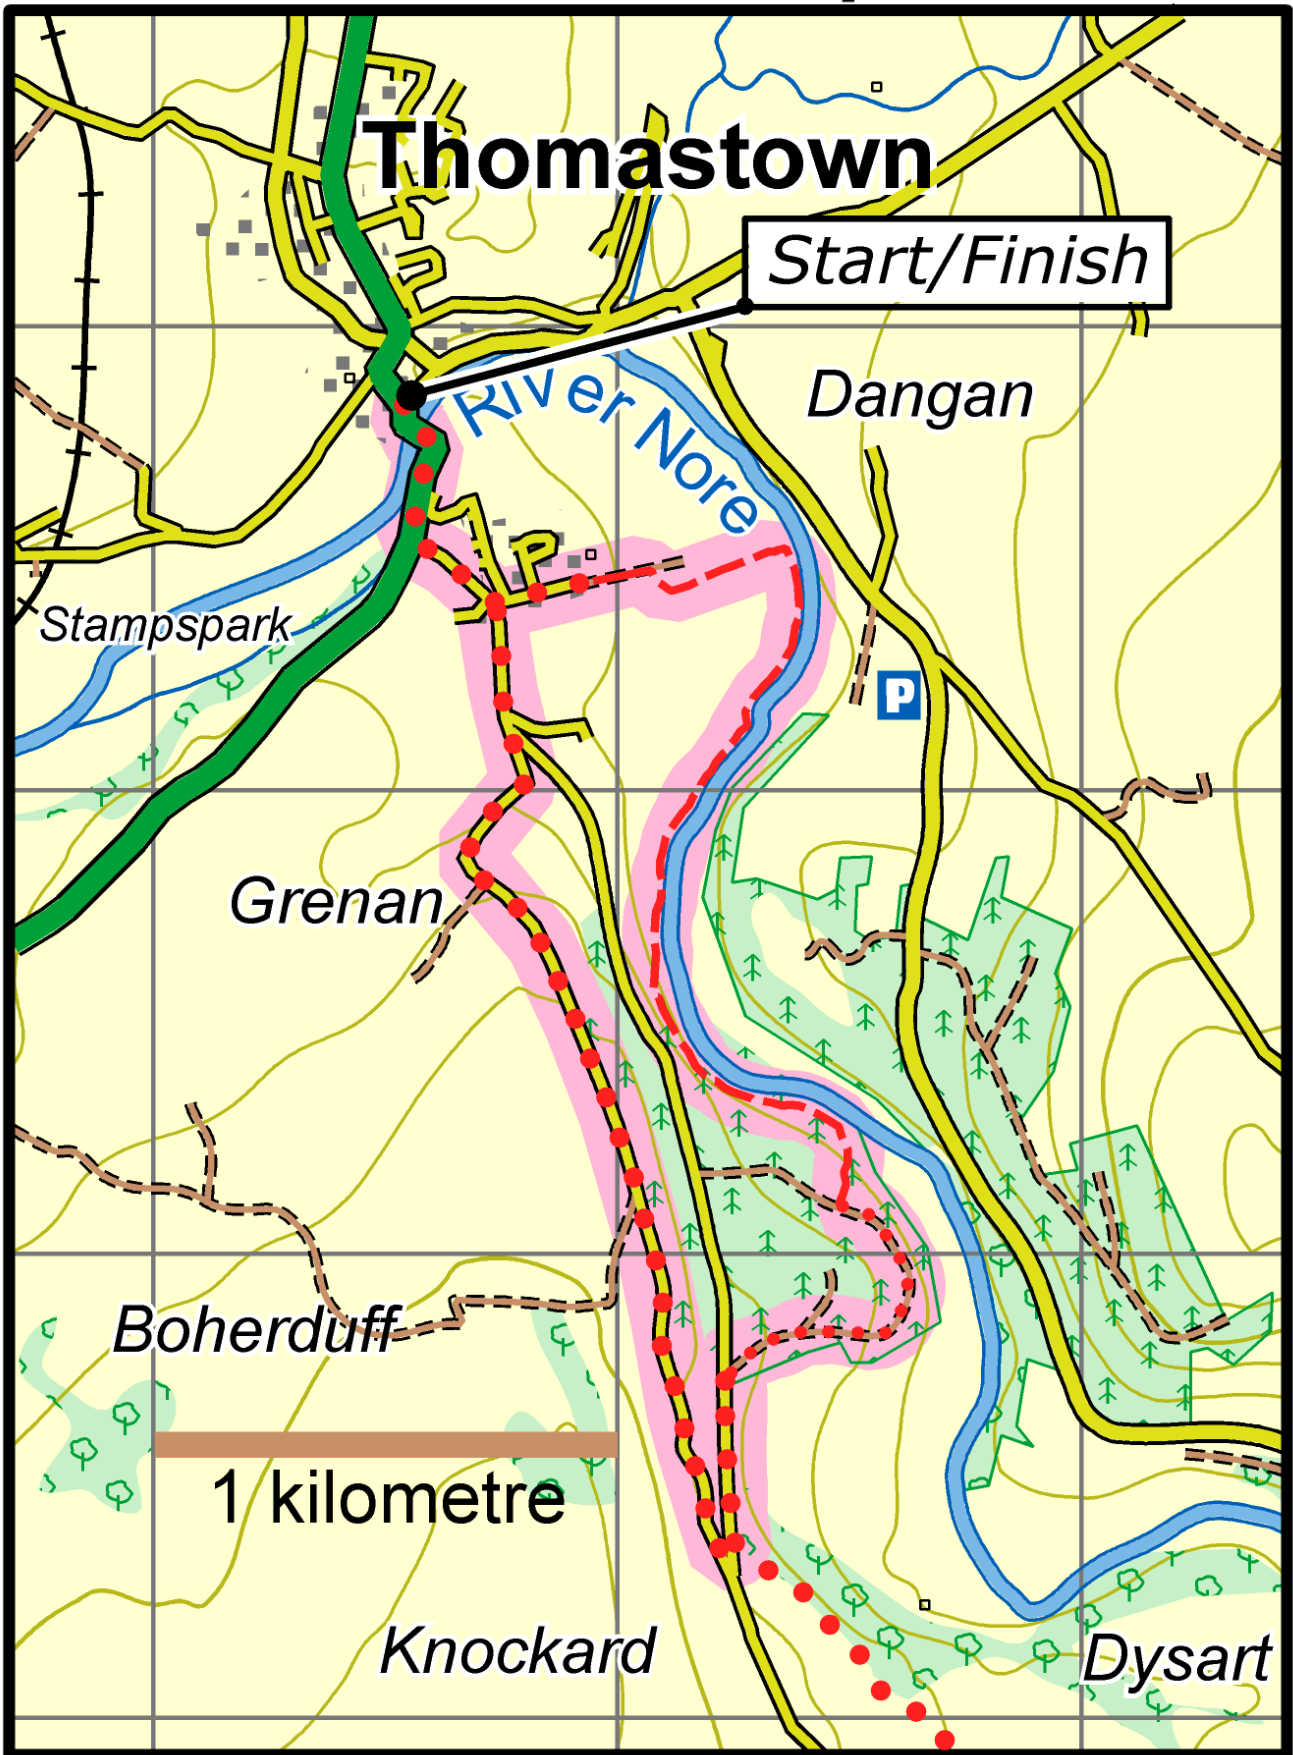 Thomastown
Start/Finish
River Nore
Dangan
Stampspark
P
Grenan
Boherduff
1 kilometre
Knockard
Dysart